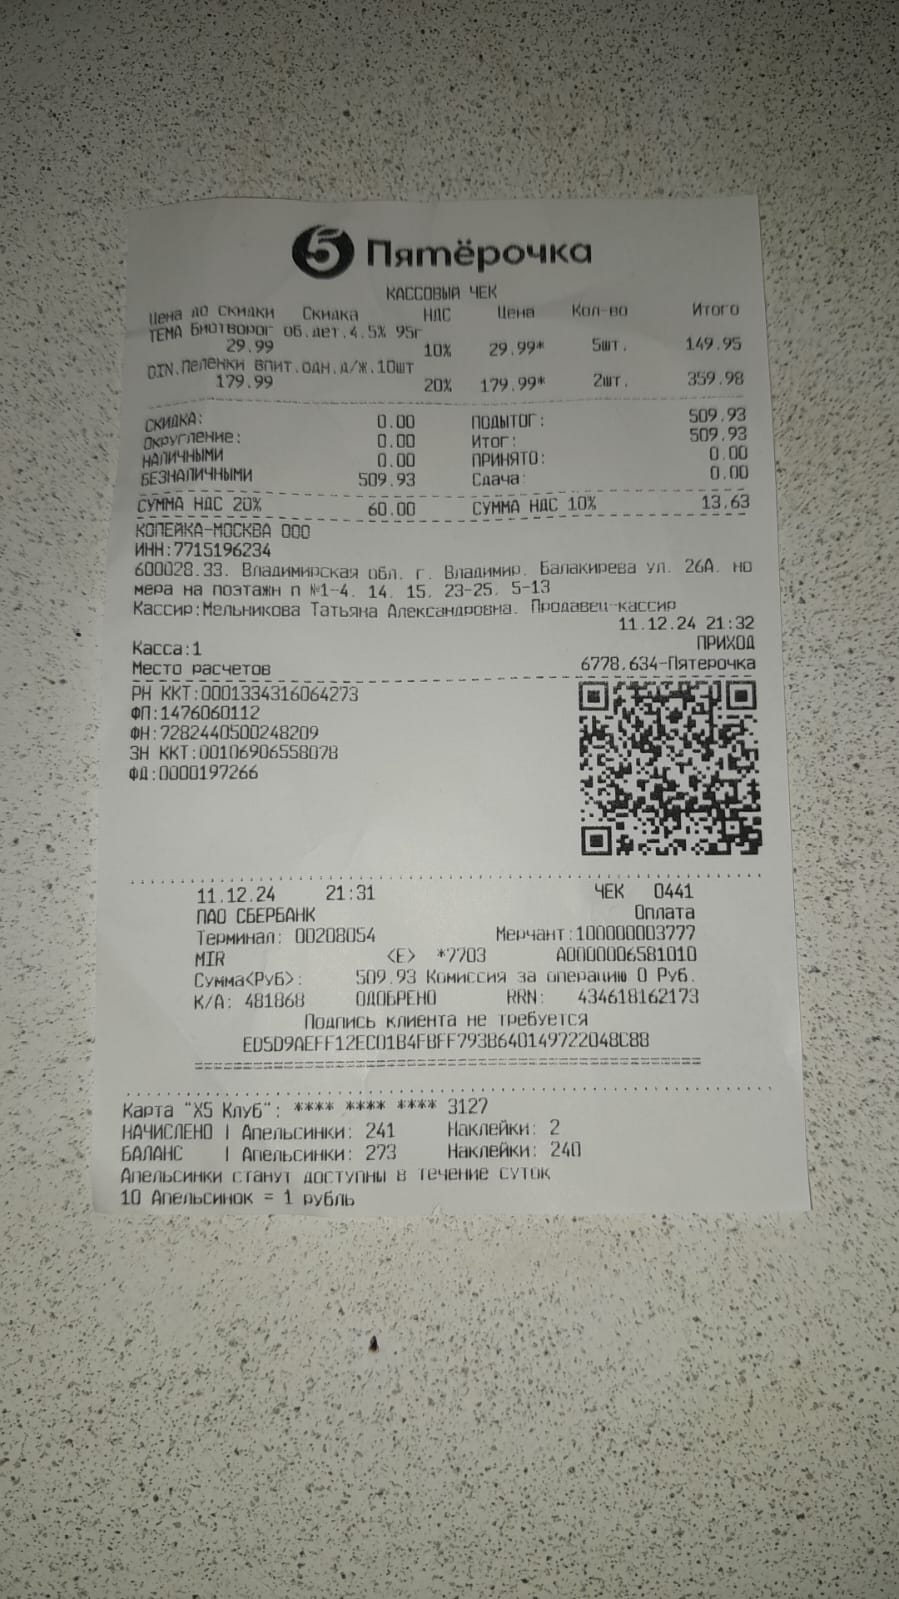 5 Пятёрочка
КАССОВЫЙ ЧЕК
Цена до скидки Скидка НДС Цена Кол-во Итого
ТЕМА Биотворог об.дет.4.5% 95г
29.99 10% 29.99* 5шт. 149.95
DIN.Пеленки впит.одн.д/ж.10шт
179.99 20% 179.99* 2шт. 359.98
СКИДКА: 0.00 ПОДЫТОГ: 509.93
Округление: 0.00 Итог: 509.93
НАЛИЧНЫМИ 0.00 ПРИНЯТО: 0.00
БЕЗНАЛИЧНЫМИ 509.93 Сдача: 0.00
СУММА НДС 20% 60.00 СУММА НДС 10% 13.63
КОПЕЙКА-МОСКВА ООО
ИНН:7715196234
600028.33. Владимирская обл. г. Владимир. Балакирева ул. 26А. но
мера на поэтажн п №1-4. 14. 15. 23-25. 5-13
Кассир:Мельникова Татьяна Александровна. Продавец-кассир
11.12.24 21:32
Касса:1 ПРИХОД
Место расчетов 6778.634-Пятерочка
РН ККТ:0001334316064273
ФП:1476060112
ФН:7282440500248209
ЗН ККТ:00106906558078
ФД:0000197266
11.12.24 21:31 ЧЕК 0441
ПАО СБЕРБАНК Оплата
Терминал: 00208054 Мерчант:100000003777
MIR <E> *7703 A0000006581010
Сумма<Руб>: 509.93 Комиссия за операцию 0 Руб.
К/А: 481868 ОДОБРЕНО RRN: 434618162173
Подпись клиента не требуется
ED5D9AEFF12EC01B4FBFF793B640149722048C88
Карта "X5 Клуб": **** **** **** 3127
НАЧИСЛЕНО | Апельсинки: 241 Наклейки: 2
БАЛАНС | Апельсинки: 273 Наклейки: 240
Апельсинки станут доступны в течение суток
10 Апельсинок = 1 рубль